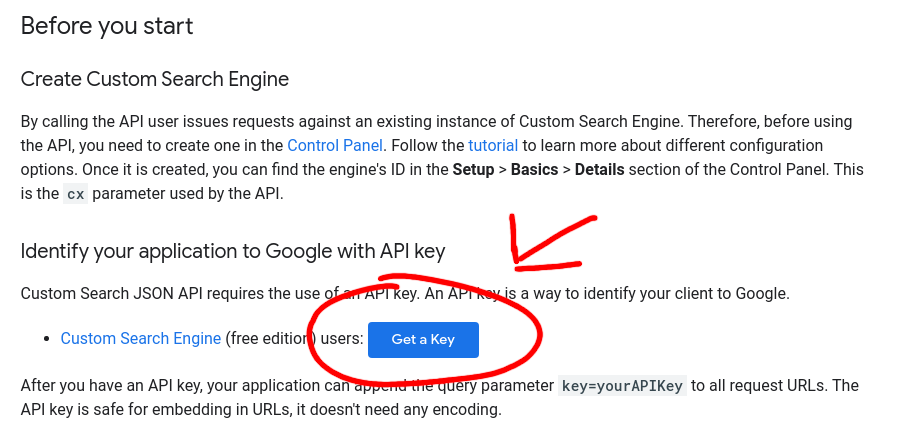 Before you start
Create Custom Search Engine
By calling the API user issues requests against an existing instance of Custom Search Engine. Therefore, before using
the API, you need to create one in the Control Panel. Follow the tutorial to learn more about different configuration
options. Once it is created, you can find the engine's ID in the Setup > Basics > Details section of the Control Panel. This
is the cx parameter used by the API.
Identify your application to Google with API key
Custom Search JSON API requires the use of an API key. An API key is a way to identify your client to Google.
• Custom Search Engine (free edition) users: Get a Key
After you have an API key, your application can append the query parameter key=yourAPIKey to all request URLs. The
API key is safe for embedding in URLs, it doesn't need any encoding.